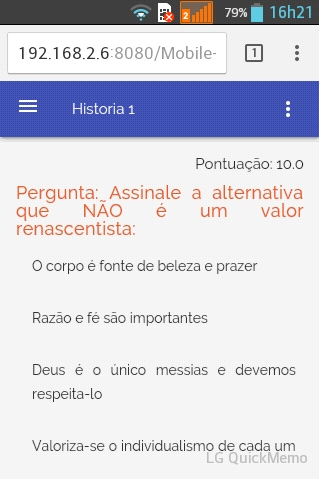 2 79% 16h21
192.168.2.6:8080/Mobile- 1
Historia 1
Pontuação: 10.0
Pergunta: Assinale a alternativa
que NÃO é um valor
renascentista:
O corpo é fonte de beleza e prazer
Razão e fé são importantes
Deus é o único messias e devemos
respeita-lo
Valoriza-se o individualismo de cada um
LG QuickMemo